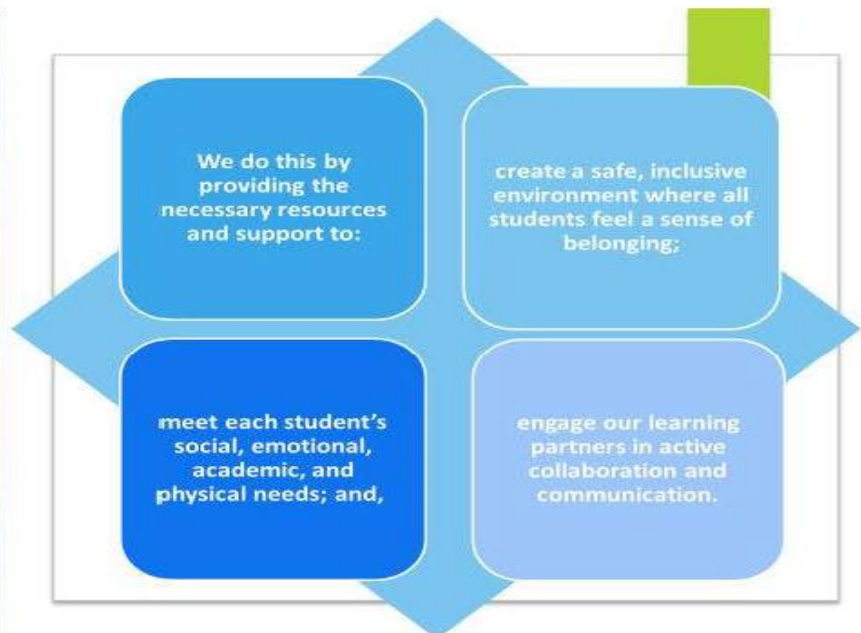 We do this by
providing the
necessary resources
and support to:
create a safe, inclusive
environment where all
students feel a sense of
belonging;
meet each student's
social, emotional,
academic, and
physical needs; and,
engage our learning
partners in active
collaboration and
communication.